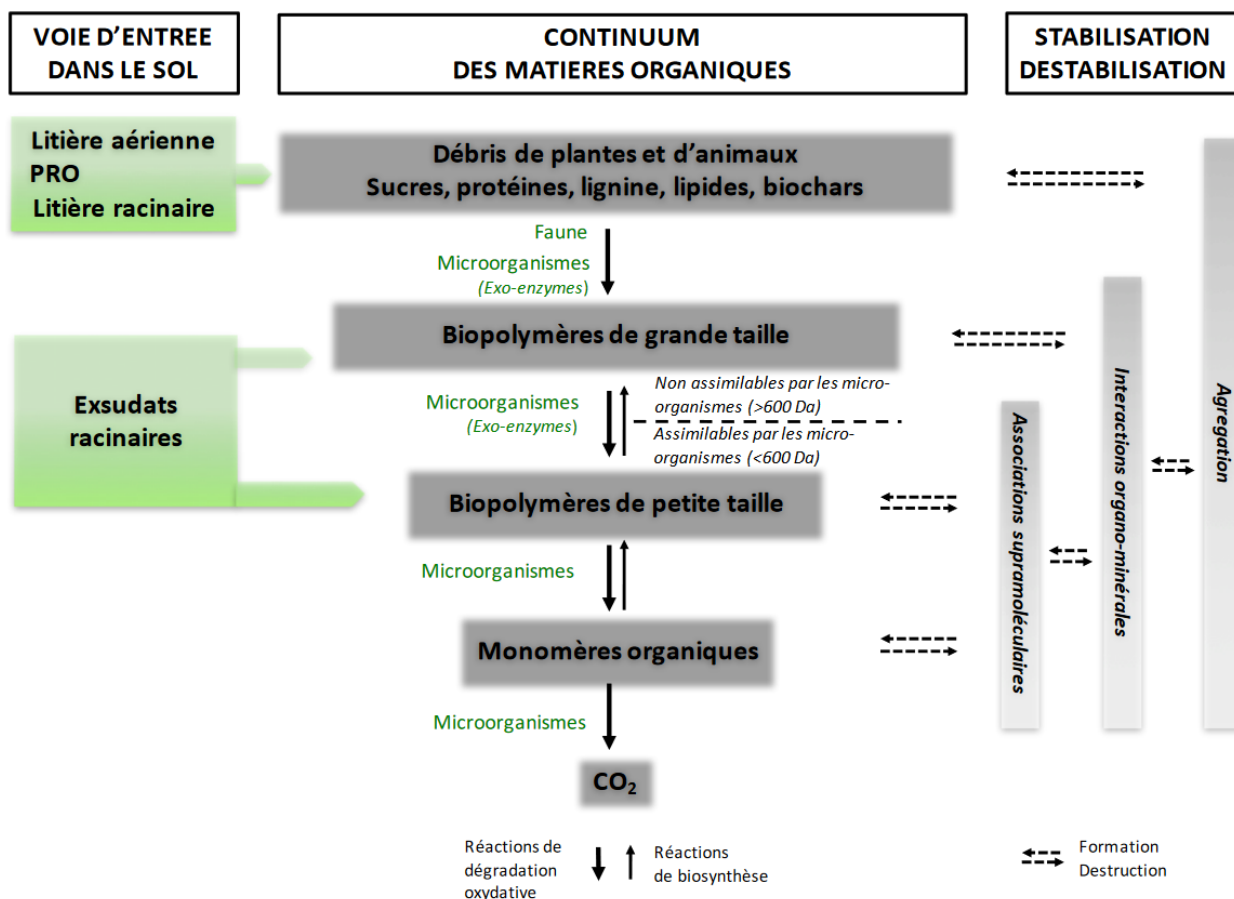 VOIE D'ENTREE
DANS LE SOL
CONTINUUM
DES MATIERES ORGANIQUES
STABILISATION
DESTABILISATION
Litière aérienne
PRO
Litière racinaire
Débris de plantes et d'animaux
Sucres, protéines, lignine, lipides, biochars
Faune
Microorganismes
(Exo-enzymes)
Biopolymères de grande taille
Exsudats
racinaires
Microorganismes
(Exo-enzymes)
Non assimilables par les micro-
organismes (>600 Da)
Assimilables par les micro-
organismes (<600 Da)
Biopolymères de petite taille
Microorganismes
Monomères organiques
Microorganismes
CO₂
Associations supramoléculaires
Interactions organo-minérales
Agregation
Réactions de
dégradation
oxydative
Réactions
de biosynthèse
Formation
Destruction